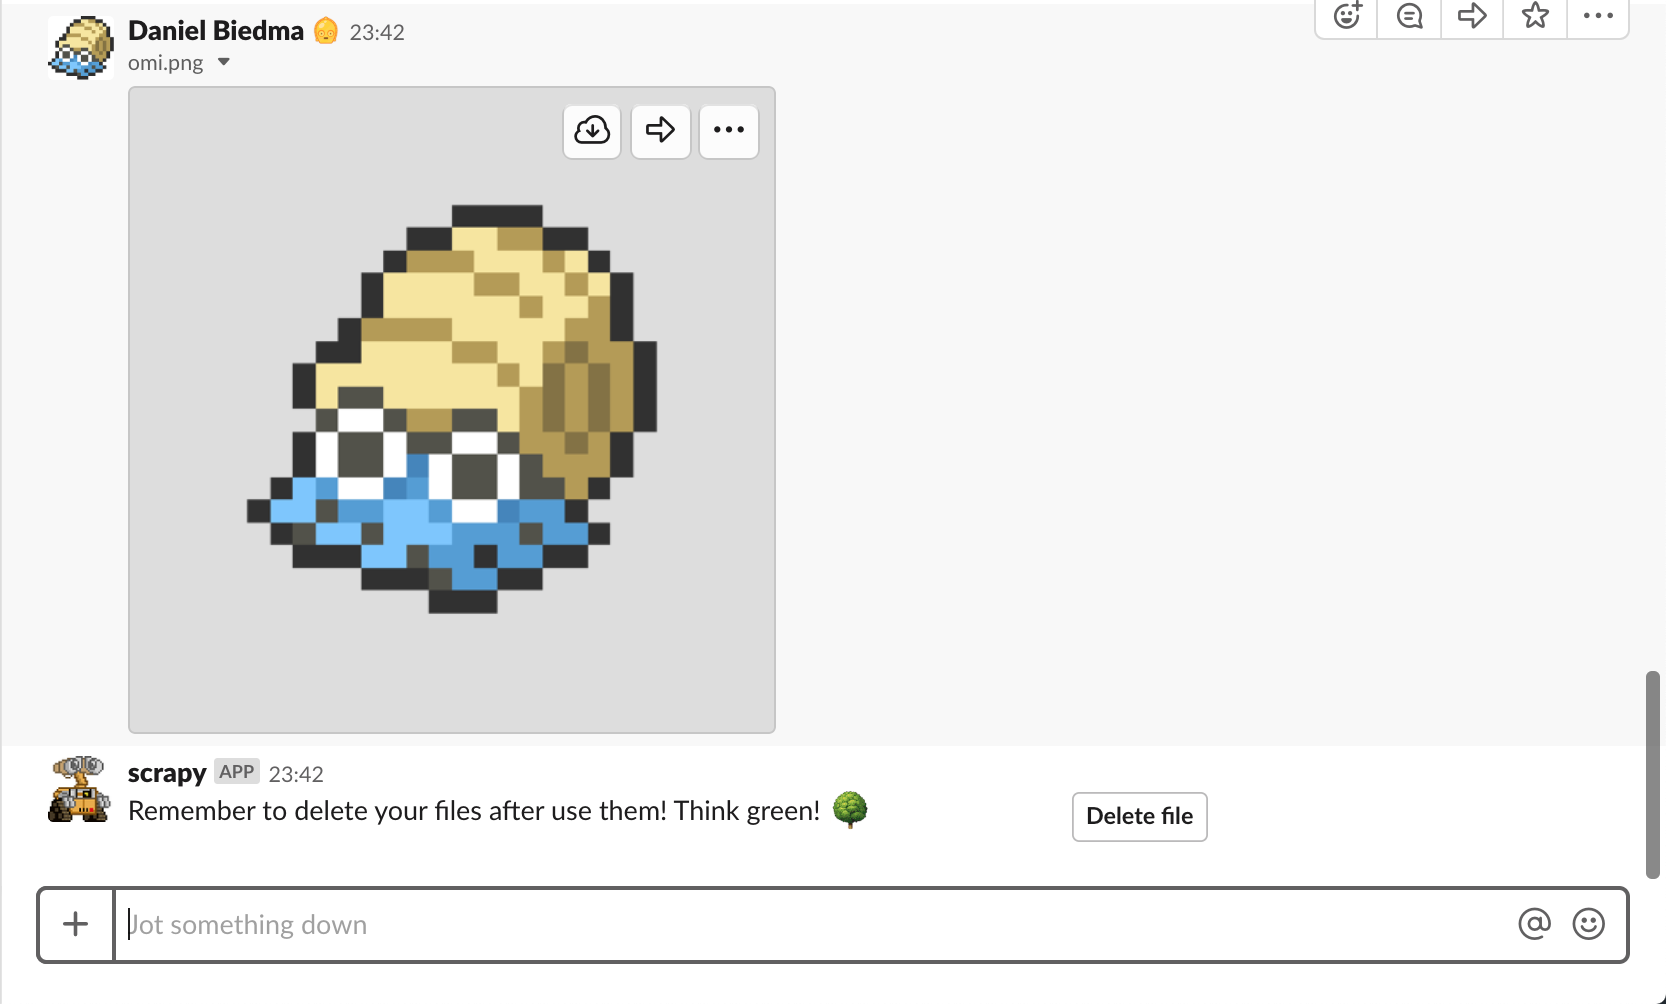 Daniel Biedma 23:42
omi.png
scrapy APP 23:42
Remember to delete your files after use them! Think green!
Delete file
Jot something down